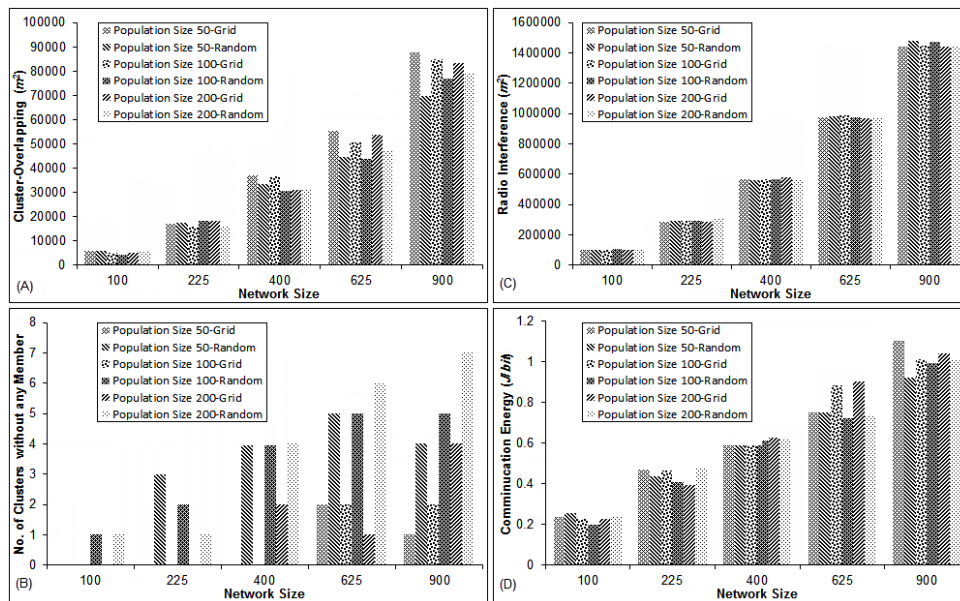 100000
90000
80000
70000
60000
50000
40000
30000
20000
10000
0
Cluster-Overlapping (m²)
Population Size 50-Grid
Population Size 50-Random
Population Size 100-Grid
Population Size 100-Random
Population Size 200-Grid
Population Size 200-Random
100 225 400 625 900
(A) Network Size
1600000
1400000
1200000
1000000
800000
600000
400000
200000
0
Radio Interference (m²)
Population Size 50-Grid
Population Size 50-Random
Population Size 100-Grid
Population Size 100-Random
Population Size 200-Grid
Population Size 200-Random
100 225 400 625 900
(C) Network Size
8
7
6
5
4
3
2
1
0
No. of Clusters without any Member
Population Size 50-Grid
Population Size 50-Random
Population Size 100-Grid
Population Size 100-Random
Population Size 200-Grid
Population Size 200-Random
100 225 400 625 900
(B) Network Size
1.2
1
0.8
0.6
0.4
0.2
0
Comminucation Energy (J/bit)
Population Size 50-Grid
Population Size 50-Random
Population Size 100-Grid
Population Size 100-Random
Population Size 200-Grid
Population Size 200-Random
100 225 400 625 900
(D) Network Size